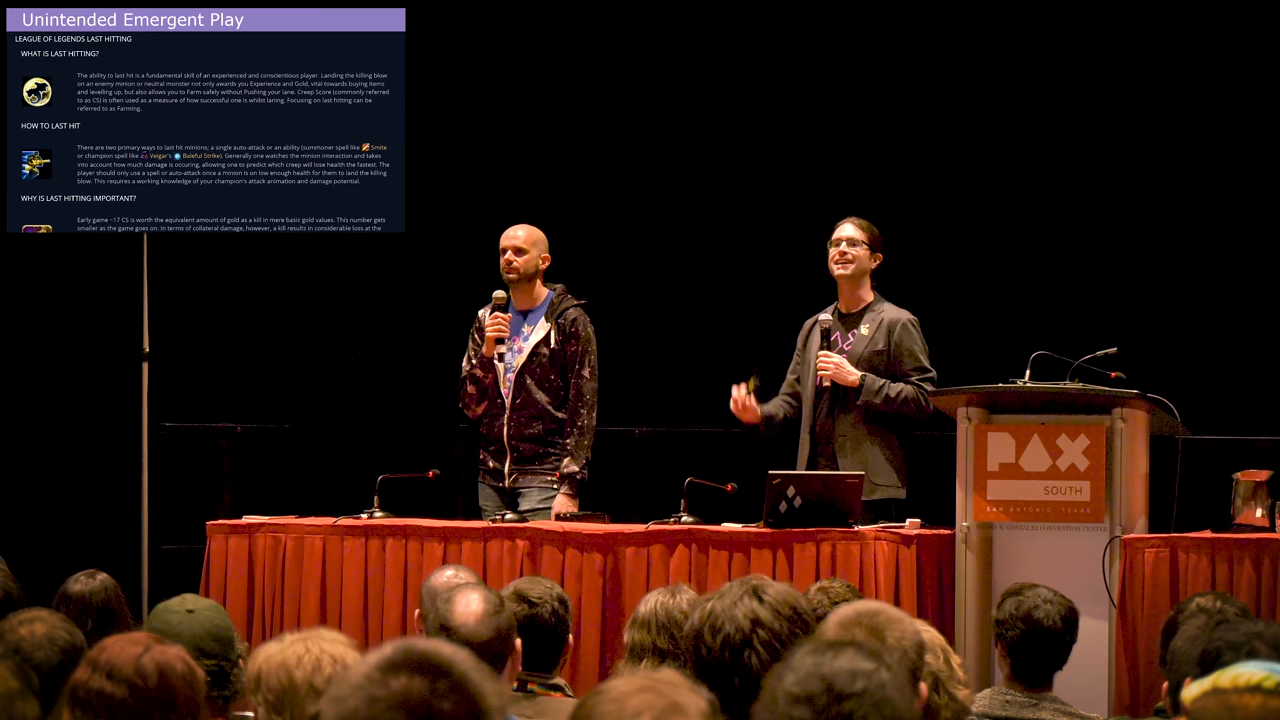 Unintended Emergent Play
LEAGUE OF LEGENDS LAST HITTING
WHAT IS LAST HITTING?
The ability to last hit is a fundamental skill of an experienced and conscientious player. Landing the killing blow
on an enemy minion or neutral monster not only awards you Experience and Gold, vital towards buying items
and levelling up, but also allows you to Farm safely without Pushing your lane. Creep Score (commonly referred
to as CS) is often used as a measure of how successful one is whilst laning. Focusing on last hitting can be
referred to as Farming.
HOW TO LAST HIT
There are two primary ways to last hit minions; a single auto-attack or an ability (summoner spell like Smite
or champion spell like Veigar's Baleful Strike). Generally one watches the minion interaction and takes
into account how much damage is occuring, allowing one to predict which creep will lose health the fastest. The
player should only use a spell or auto-attack once a minion is on low enough health for them to land the killing
blow. This requires a working knowledge of your champion's attack animation and damage potential.
WHY IS LAST HITTING IMPORTANT?
Early game ~17 CS is worth the equivalent amount of gold as a kill in mere basic gold values. This number gets
smaller as the game goes on. In terms of collateral damage, however, a kill results in considerable loss at the
PAX
SOUTH
SAN ANTONIO, TEXAS
HENRY B. GONZALEZ CONVENTION CENTER